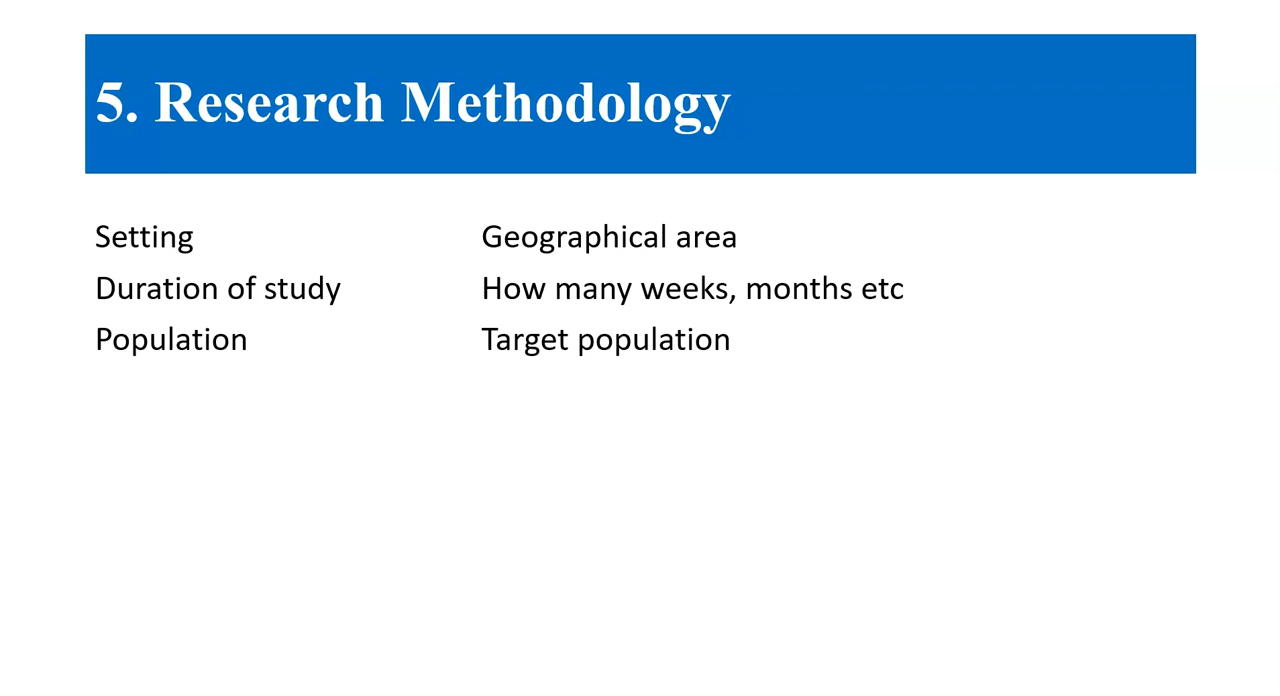 5. Research Methodology
Setting Geographical area
Duration of study How many weeks, months etc
Population Target population